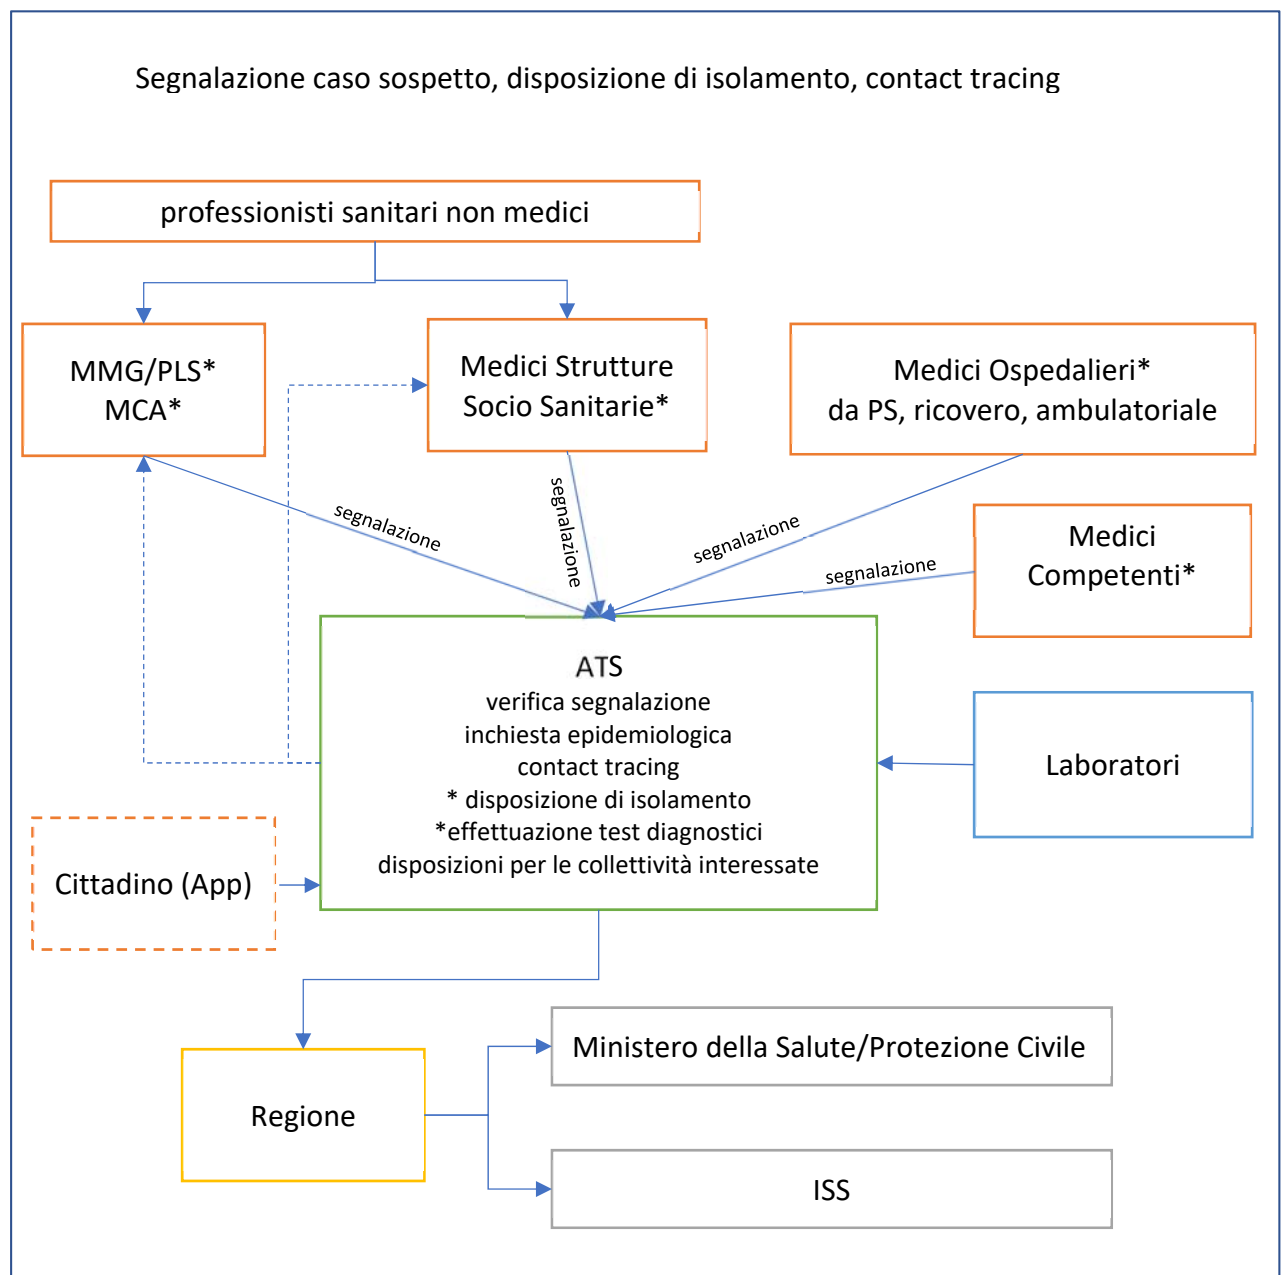 Segnalazione caso sospetto, disposizione di isolamento, contact tracing
professionisti sanitari non medici
MMG/PLS*
MCA*
Medici Strutture
Socio Sanitarie*
Medici Ospedalieri*
da PS, ricovero, ambulatoriale
segnalazione
segnalazione
segnalazione
segnalazione
Medici
Competenti*
ATS
verifica segnalazione
inchiesta epidemiologica
contact tracing
* disposizione di isolamento
*effettuazione test diagnostici
disposizioni per le collettività interessate
Laboratori
Cittadino (App)
Regione
Ministero della Salute/Protezione Civile
ISS